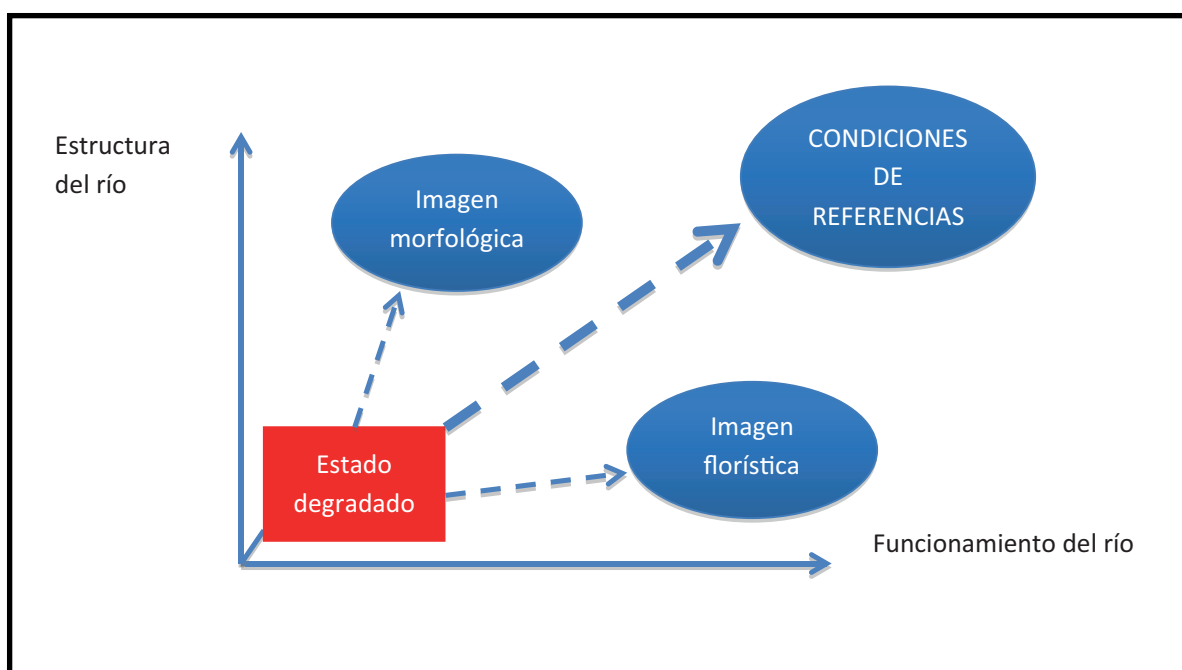 Estructura
del río
Imagen
morfológica
CONDICIONES
DE
REFERENCIAS
Estado
degradado
Imagen
florística
Funcionamiento del río